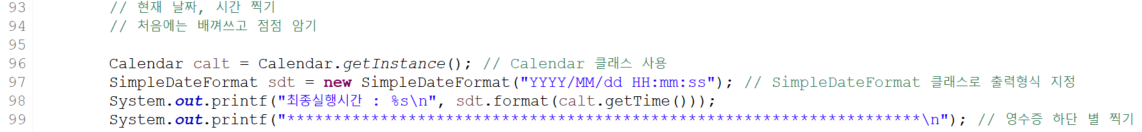 93 // 현재 날짜, 시간 찍기
94 // 처음에는 배껴쓰고 점점 암기
95
96 Calendar calt = Calendar.getInstance(); // Calendar 클래스 사용
97 SimpleDateFormat sdt = new SimpleDateFormat("YYYY/MM/dd HH:mm:ss"); // SimpleDateFormat 클래스로 출력형식 지정
98 System.out.printf("최종실행시간 : %s\n", sdt.format(calt.getTime()));
99 System.out.printf("********************************************************************\n"); // 영수증 하단 별 찍기